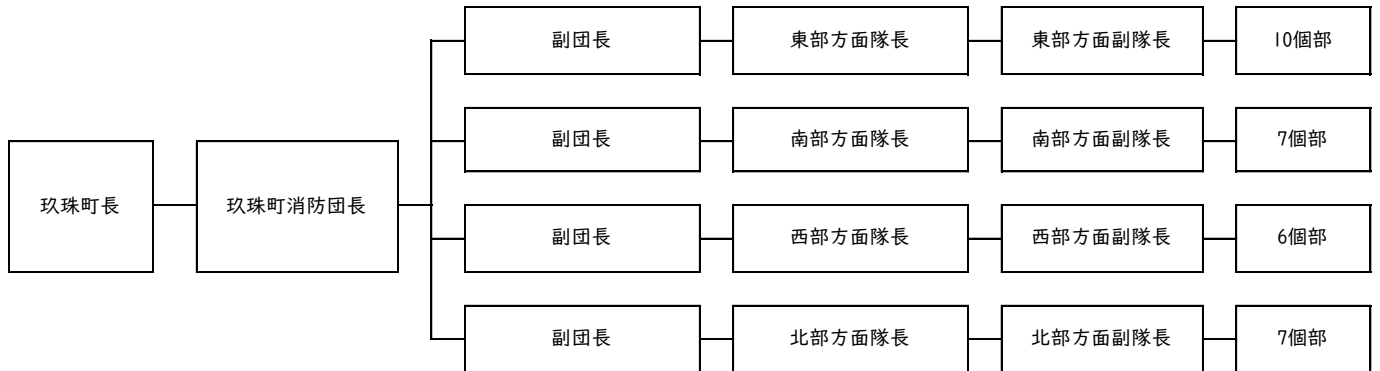 玖珠町長
玖珠町消防団長
副団長
東部方面隊長
東部方面副隊長
10個部
副団長
南部方面隊長
南部方面副隊長
7個部
副団長
西部方面隊長
西部方面副隊長
6個部
副団長
北部方面隊長
北部方面副隊長
7個部